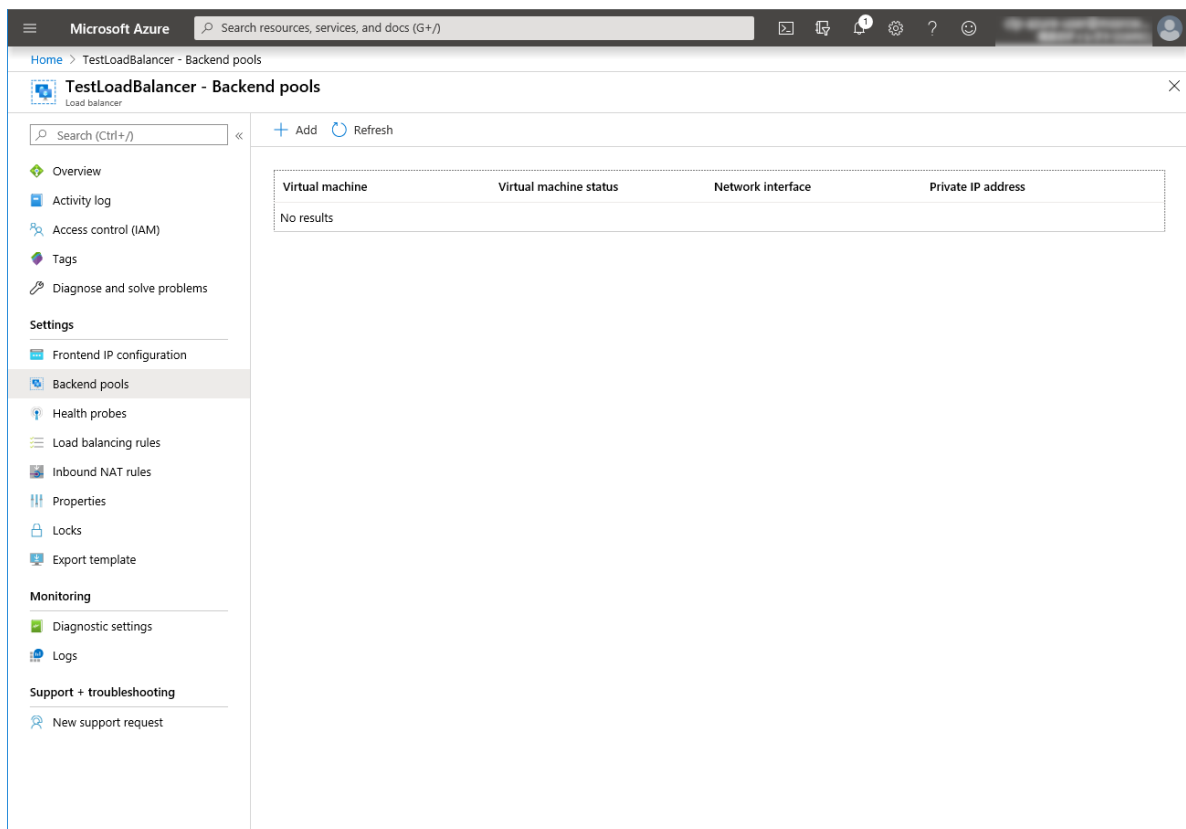 Microsoft Azure
Search resources, services, and docs (G+/)
1
Home > TestLoadBalancer - Backend pools
TestLoadBalancer - Backend pools
Load balancer
Search (Ctrl+/)
«
Add
Refresh
Overview
Activity log
Access control (IAM)
Tags
Diagnose and solve problems
Settings
Frontend IP configuration
Backend pools
Health probes
Load balancing rules
Inbound NAT rules
Properties
Locks
Export template
Monitoring
Diagnostic settings
Logs
Support + troubleshooting
New support request
Virtual machine Virtual machine status Network interface Private IP address
No results